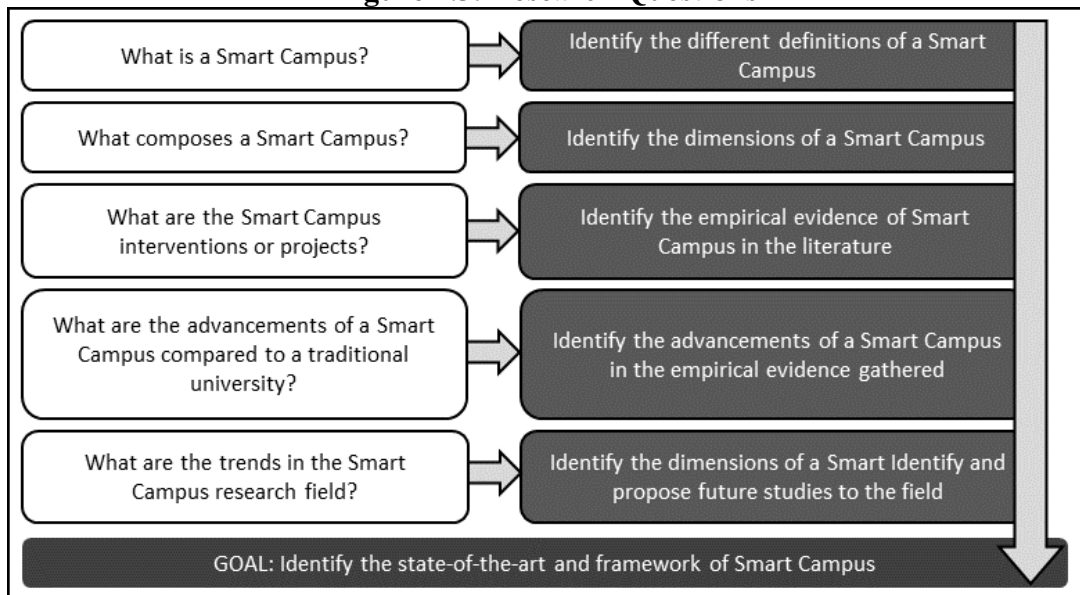 What is a Smart Campus?
Identify the different definitions of a Smart
Campus
What composes a Smart Campus?
Identify the dimensions of a Smart Campus
What are the Smart Campus
interventions or projects?
Identify the empirical evidence of Smart
Campus in the literature
What are the advancements of a Smart
Campus compared to a traditional
university?
Identify the advancements of a Smart Campus
in the empirical evidence gathered
What are the trends in the Smart
Campus research field?
Identify the dimensions of a Smart Identify and
propose future studies to the field
GOAL: Identify the state-of-the-art and framework of Smart Campus